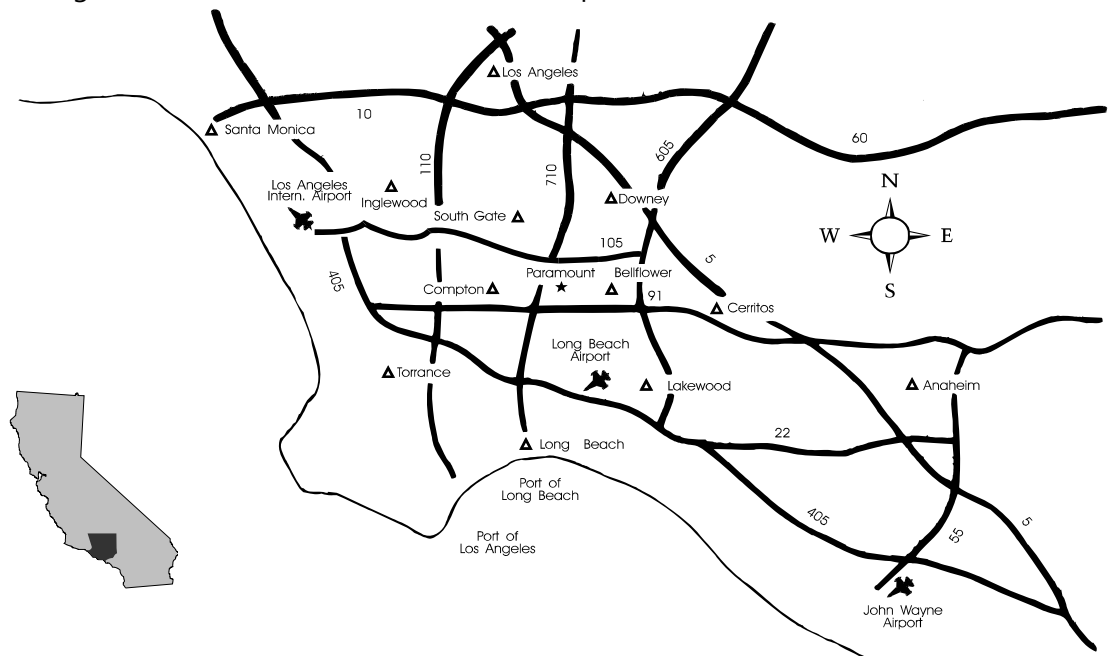 Los Angeles
10
Santa Monica
60
605
110
710
N
Los Angeles
Intern. Airport
Inglewood
Downey
South Gate
W
E
105
5
S
405
Paramount
Bellflower
Compton
91
Cerritos
Long Beach
Airport
Torrance
Lakewood
Anaheim
22
Long Beach
Port of
Long Beach
405
55
5
Port of
Los Angeles
John Wayne
Airport